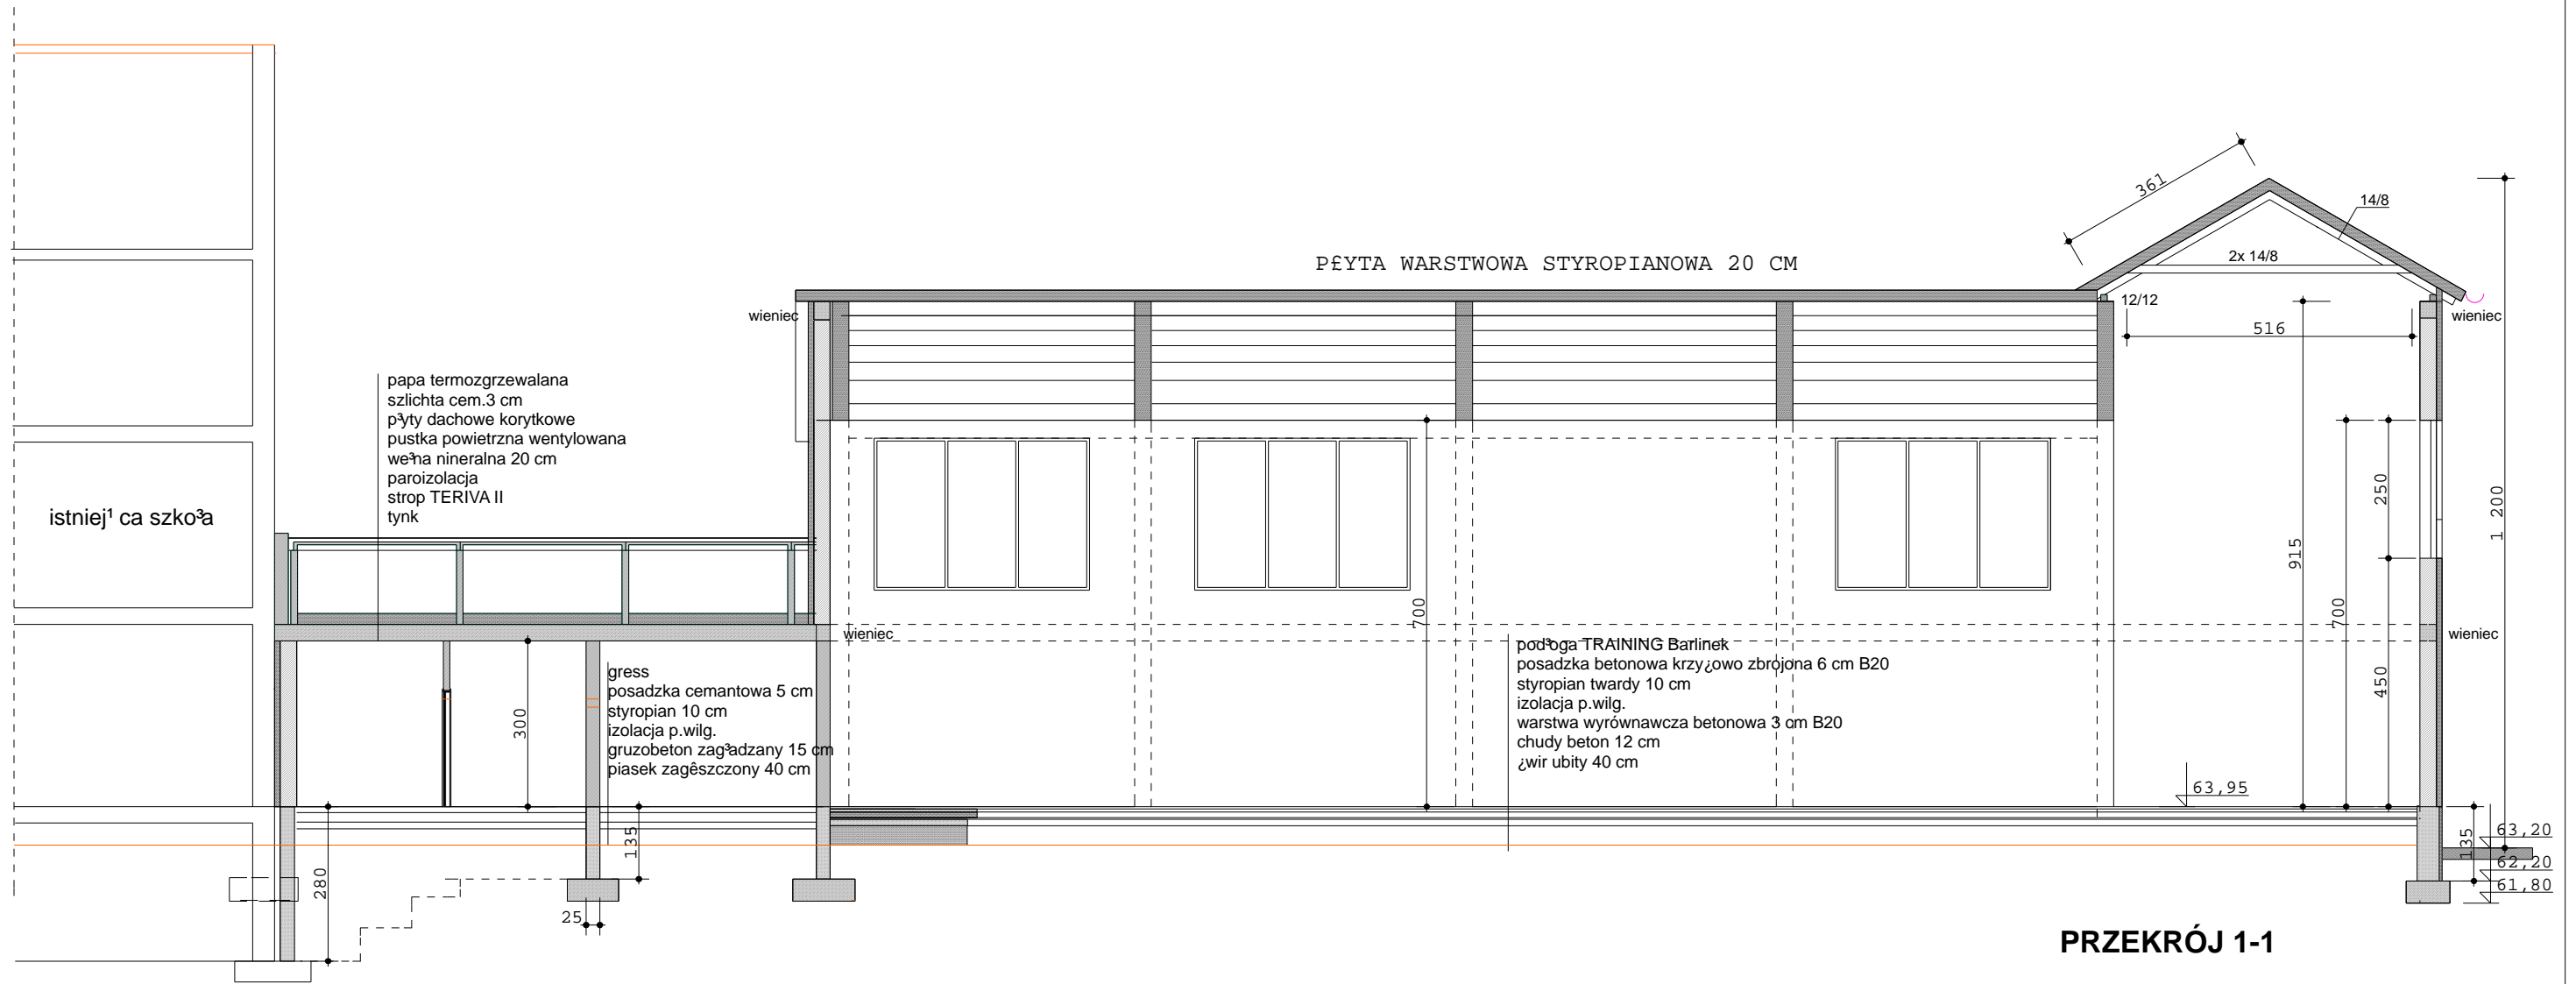 361
14/8
2x 14/8
PŁYTA WARSTWOWA STYROPIANOWA 20 CM
12/12
wieniec
wieniec
516
papa termozgrzewalana
szlichta cem.3 cm
p³yty dachowe korytkowe
pustka powietrzna wentylowana
we³na nineralna 20 cm
paroizolacja
strop TERIVA II
tynk
istniej¹ ca szko³a
250
1 200
915
700
700
wieniec
wieniec
pod³oga TRAINING Barlinek
posadzka betonowa krzy¿owo zbrojona 6 cm B20
styropian twardy 10 cm
izolacja p.wilg.
warstwa wyrównawcza betonowa 3 cm B20
chudy beton 12 cm
¿wir ubity 40 cm
gress
posadzka cemantowa 5 cm
styropian 10 cm
izolacja p.wilg.
gruzobeton zag³adzany 15 cm
piasek zagêszczony 40 cm
300
450
63,95
135
135
63,20
62,20
61,80
280
25
PRZEKRÓJ 1-1